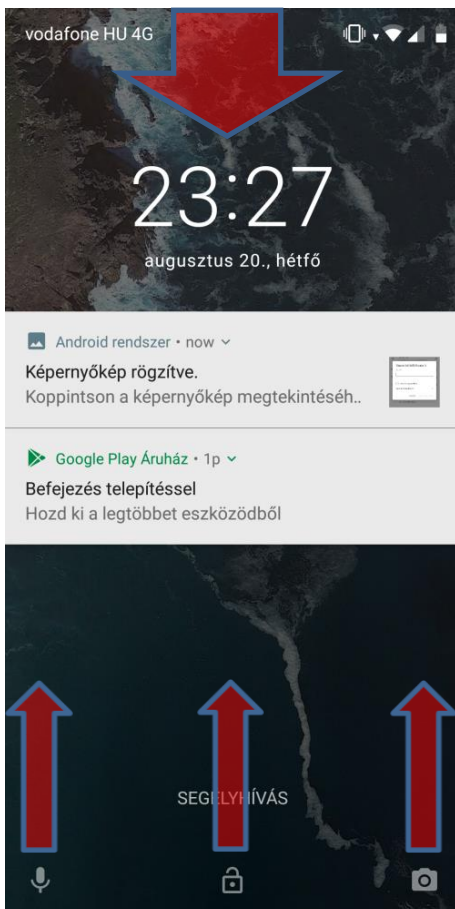 vodafone HU 4G
23:27
augusztus 20., hétfő
Android rendszer • now
Képernyőkép rögzítve.
Koppintson a képernyőkép megtekintéséh..
Google Play Áruház • 1p
Befejezés telepítéssel
Hozd ki a legtöbbet eszközödből
SEGÉLYHÍVÁS